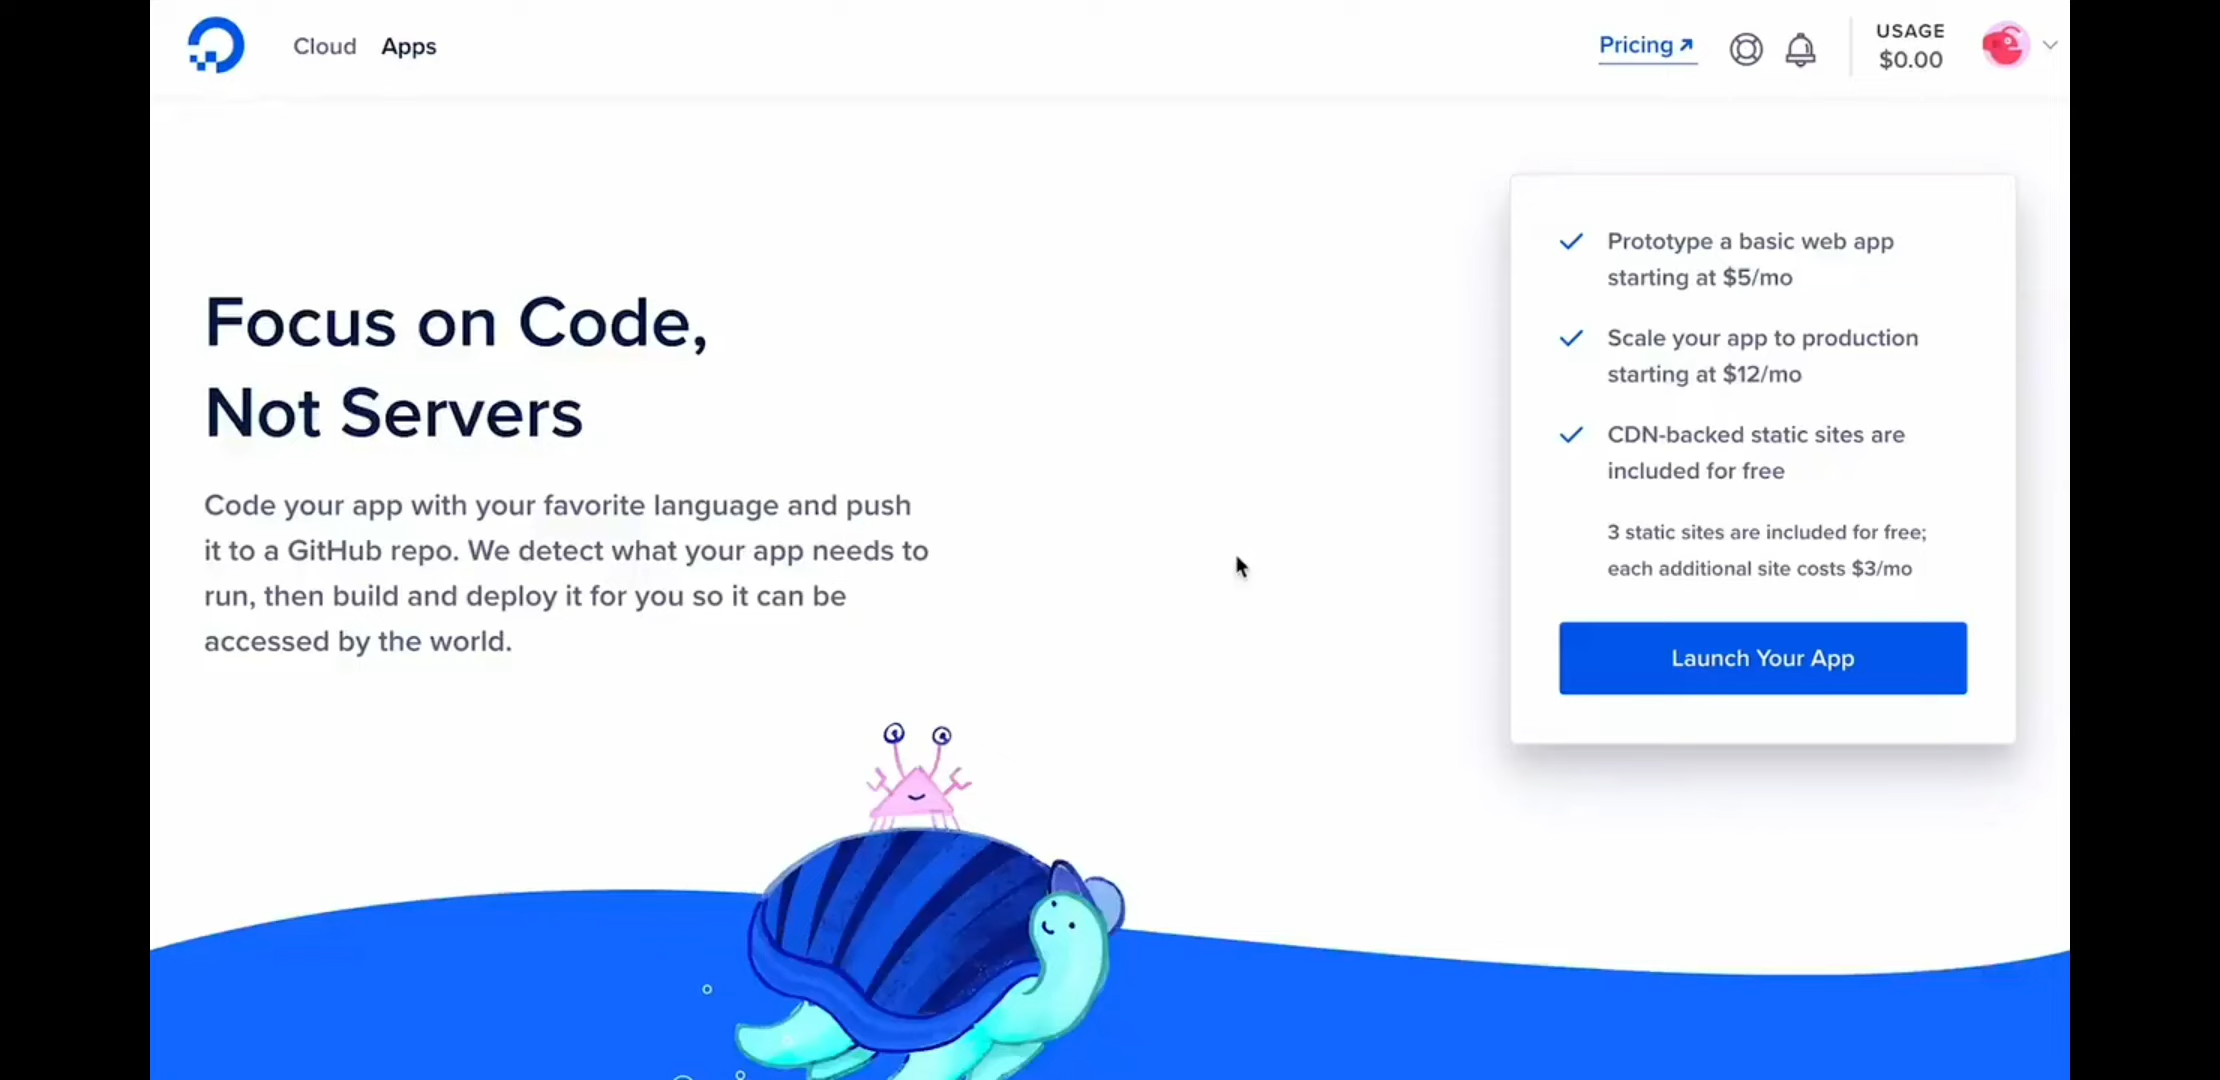 Cloud Apps
Pricing
USAGE
$0.00
Focus on Code,
Not Servers
Code your app with your favorite language and push
it to a GitHub repo. We detect what your app needs to
run, then build and deploy it for you so it can be
accessed by the world.
Prototype a basic web app
starting at $5/mo
Scale your app to production
starting at $12/mo
CDN-backed static sites are
included for free
3 static sites are included for free;
each additional site costs $3/mo
Launch Your App